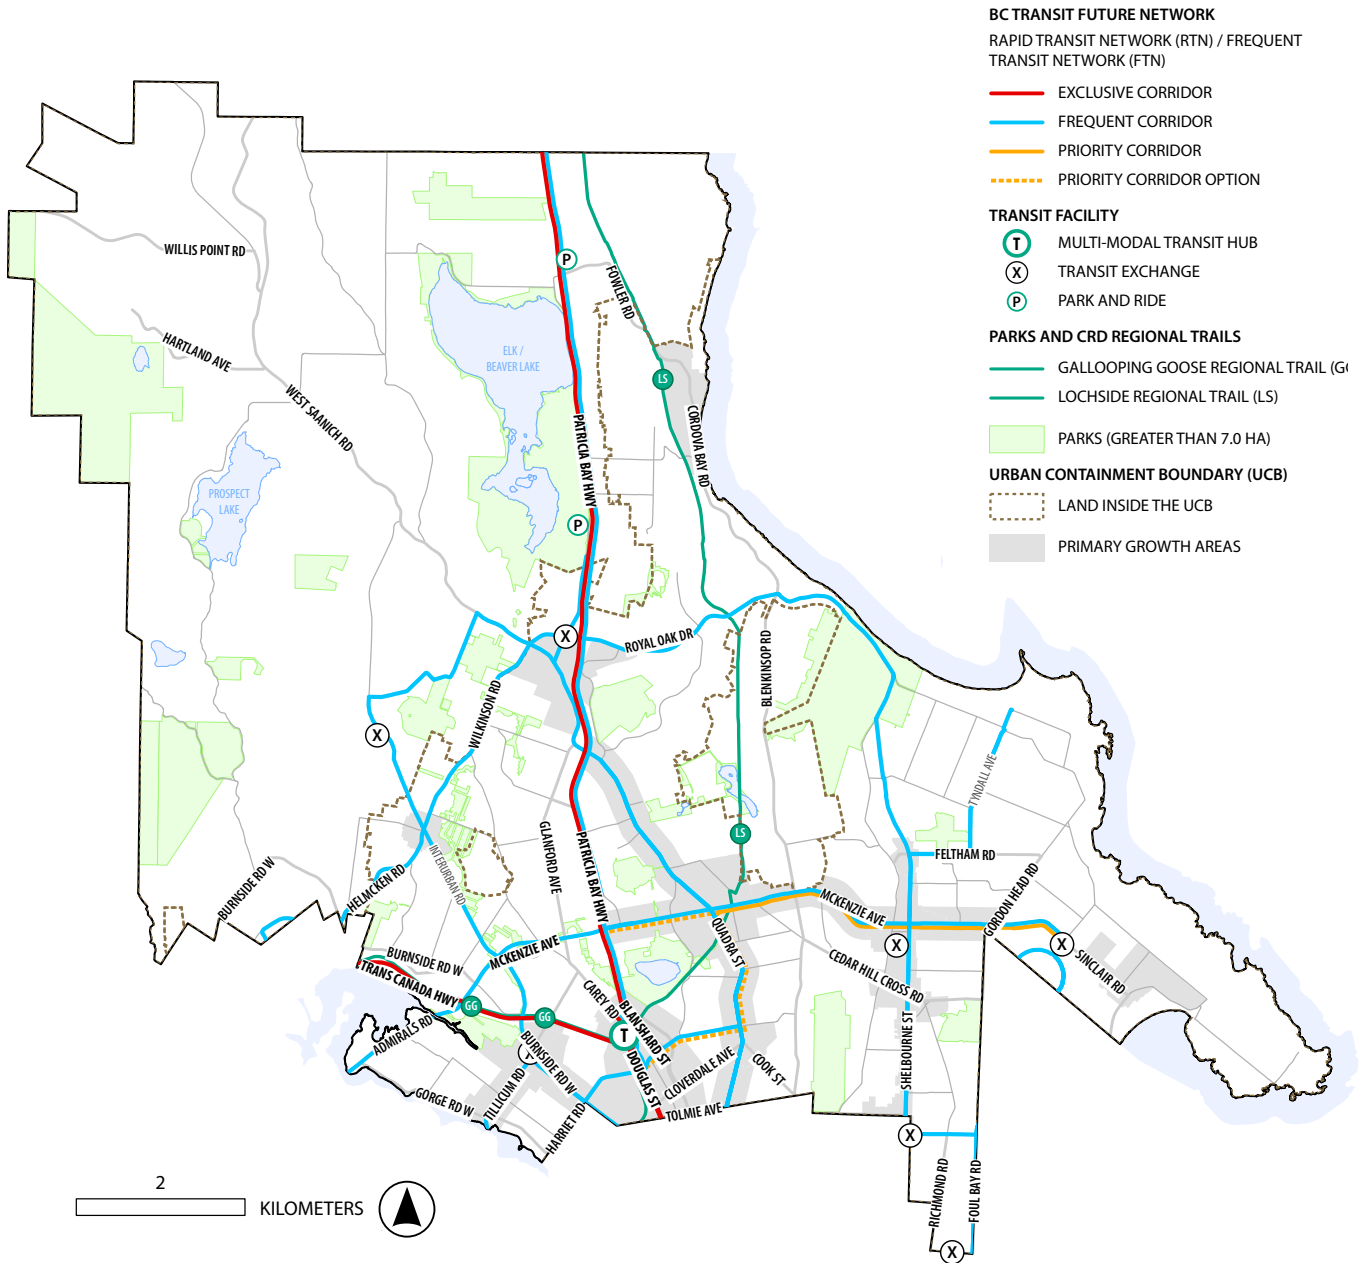 BC TRANSIT FUTURE NETWORK
RAPID TRANSIT NETWORK (RTN) / FREQUENT
TRANSIT NETWORK (FTN)
EXCLUSIVE CORRIDOR
FREQUENT CORRIDOR
PRIORITY CORRIDOR
PRIORITY CORRIDOR OPTION
TRANSIT FACILITY
T MULTI-MODAL TRANSIT HUB
X TRANSIT EXCHANGE
P PARK AND RIDE
PARKS AND CRD REGIONAL TRAILS
GALLOOPING GOOSE REGIONAL TRAIL (G
LOCHSIDE REGIONAL TRAIL (LS)
PARKS (GREATER THAN 7.0 HA)
URBAN CONTAINMENT BOUNDARY (UCB)
LAND INSIDE THE UCB
PRIMARY GROWTH AREAS
WILLIS POINT RD
P
FOWLER RD
HARTLAND AVE
ELK /
BEAVER LAKE
LS
WEST SAANICH RD
PATRICIA BAY HWY
CORDOVA BAY RD
PROSPECT
LAKE
P
X
ROYAL OAK DR
BLENKINSOP RD
WILKINSON RD
X
TYNDALL AVE
LS
GLANFORD AVE
PATRICIA BAY HWY
INTERURBAN RD
FELTHAM RD
HELMCKEN RD
BURNSIDE RD W
GORDON HEAD RD
MCKENZIE AVE
QUADRA ST
MCKENZIE AVE
X
X
SINCLAIR RD
BURNSIDE RD W
TRANS CANADA HWY
CEDAR HILL CROSS RD
CAREY RD
GG
GG
BLANSHARD ST
T
ADMIRALS RD
BURNSIDE RD W
DOUGLAS ST
CLOVERDALE AVE
COOK ST
SHELBOURNE ST
GORGE RD W
TILLICUM RD
HARRIET RD
TOLMIE AVE
X
RICHMOND RD
FOUL BAY RD
X
2
KILOMETERS